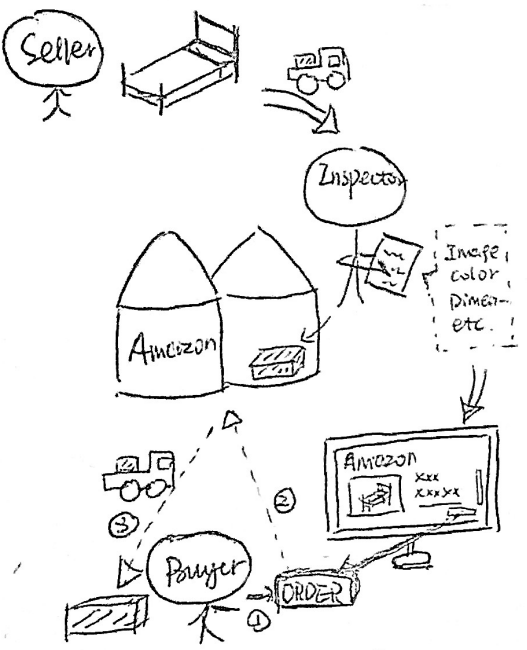 Seller
Inspector
Image
color
Dimen-
etc.
Amazon
Amazon
xxx
xxxxx
②
③
Buyer
ORDER
①